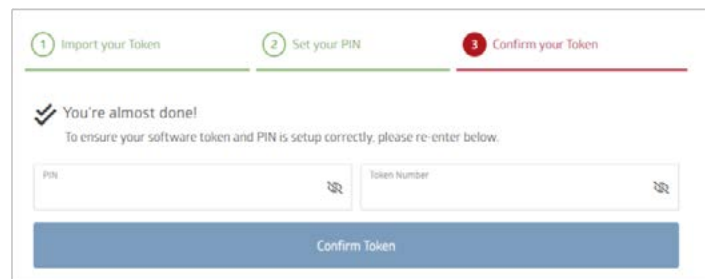 1 Import your Token
2 Set your PIN
3 Confirm your Token
You're almost done!
To ensure your software token and PIN is setup correctly, please re-enter below.
PIN
Token Number
Confirm Token